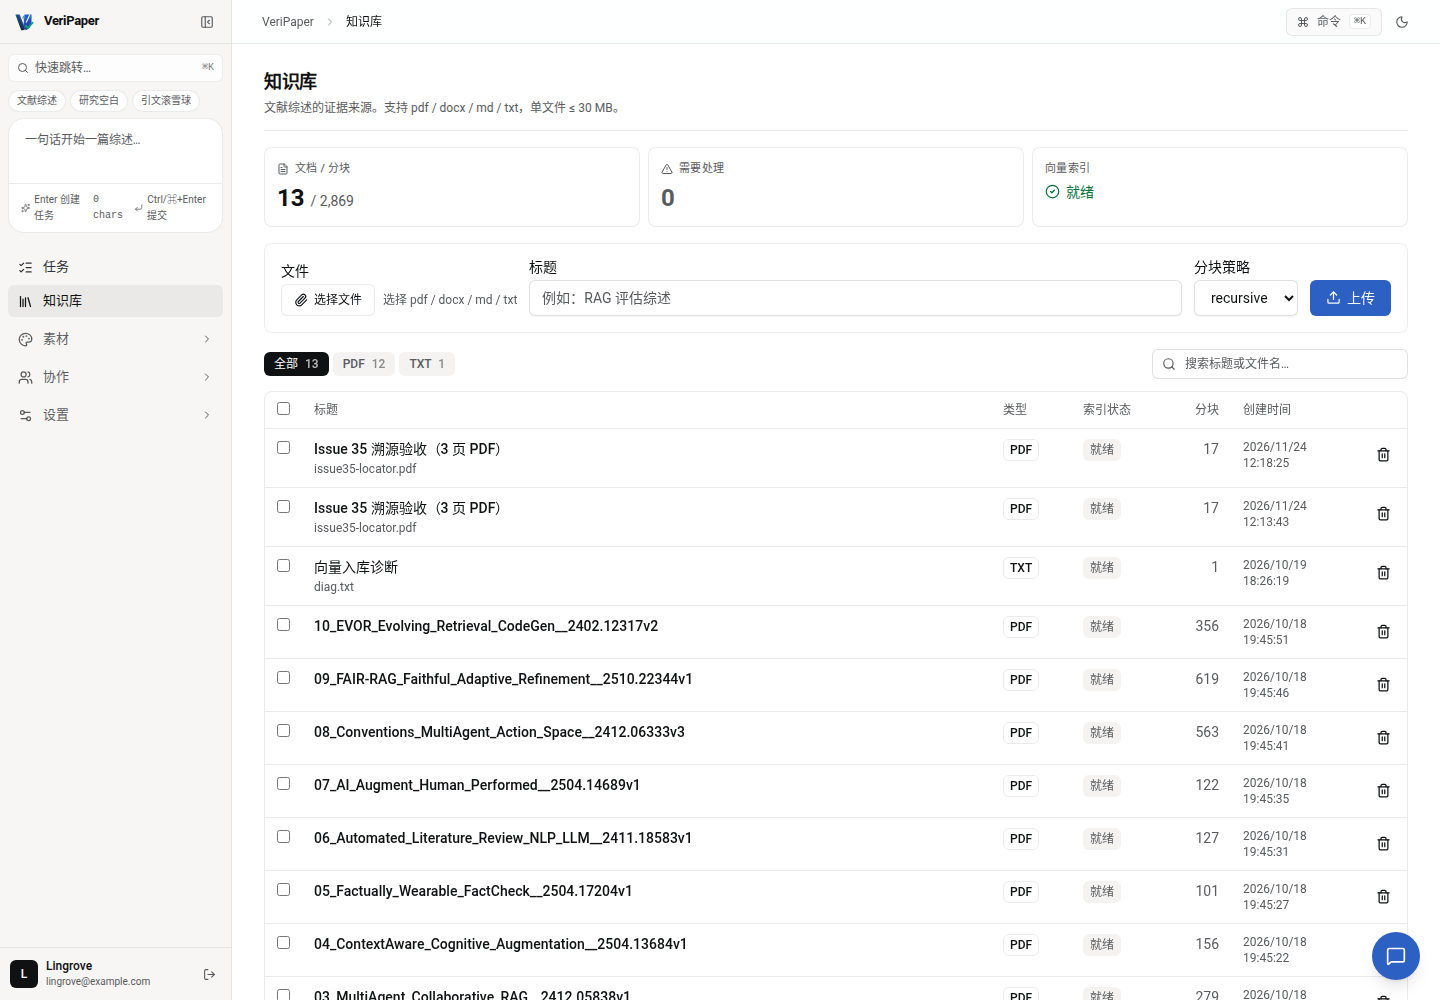 VeriPaper
快速跳转...
⌘K
文献综述
研究空白
引文滚雪球
一句话开始一篇综述...
Enter 创建任务
0 chars
Ctrl/⌘+Enter 提交
任务
知识库
素材
协作
设置
L
Lingrove
lingrove@example.com
VeriPaper
知识库
⌘ 命令 ⌘K
知识库
文献综述的证据来源。支持 pdf / docx / md / txt，单文件 ≤ 30 MB。
文档 / 分块
13 / 2,869
需要处理
0
向量索引
就绪
文件
选择文件
选择 pdf / docx / md / txt
标题
例如：RAG 评估综述
分块策略
recursive
上传
全部 13
PDF 12
TXT 1
搜索标题或文件名...
标题 类型 索引状态 分块 创建时间
Issue 35 溯源验收（3 页 PDF） PDF 就绪 17 2026/11/24 12:18:25
issue35-locator.pdf
Issue 35 溯源验收（3 页 PDF） PDF 就绪 17 2026/11/24 12:13:43
issue35-locator.pdf
向量入库诊断 TXT 就绪 1 2026/10/19 18:26:19
diag.txt
10_EVOR_Evolving_Retrieval_CodeGen__2402.12317v2 PDF 就绪 356 2026/10/18 19:45:51
09_FAIR-RAG_Faithful_Adaptive_Refinement__2510.22344v1 PDF 就绪 619 2026/10/18 19:45:46
08_Conventions_MultiAgent_Action_Space__2412.06333v3 PDF 就绪 563 2026/10/18 19:45:41
07_AI_Augment_Human_Performed__2504.14689v1 PDF 就绪 122 2026/10/18 19:45:35
06_Automated_Literature_Review_NLP_LLM__2411.18583v1 PDF 就绪 127 2026/10/18 19:45:31
05_Factually_Wearable_FactCheck__2504.17204v1 PDF 就绪 101 2026/10/18 19:45:27
04_ContextAware_Cognitive_Augmentation__2504.13684v1 PDF 就绪 156 2026/10/18 19:45:22
03_MultiAgent_Collaborative_RAG__2412.05838v1 PDF 就绪 279 2026/10/18